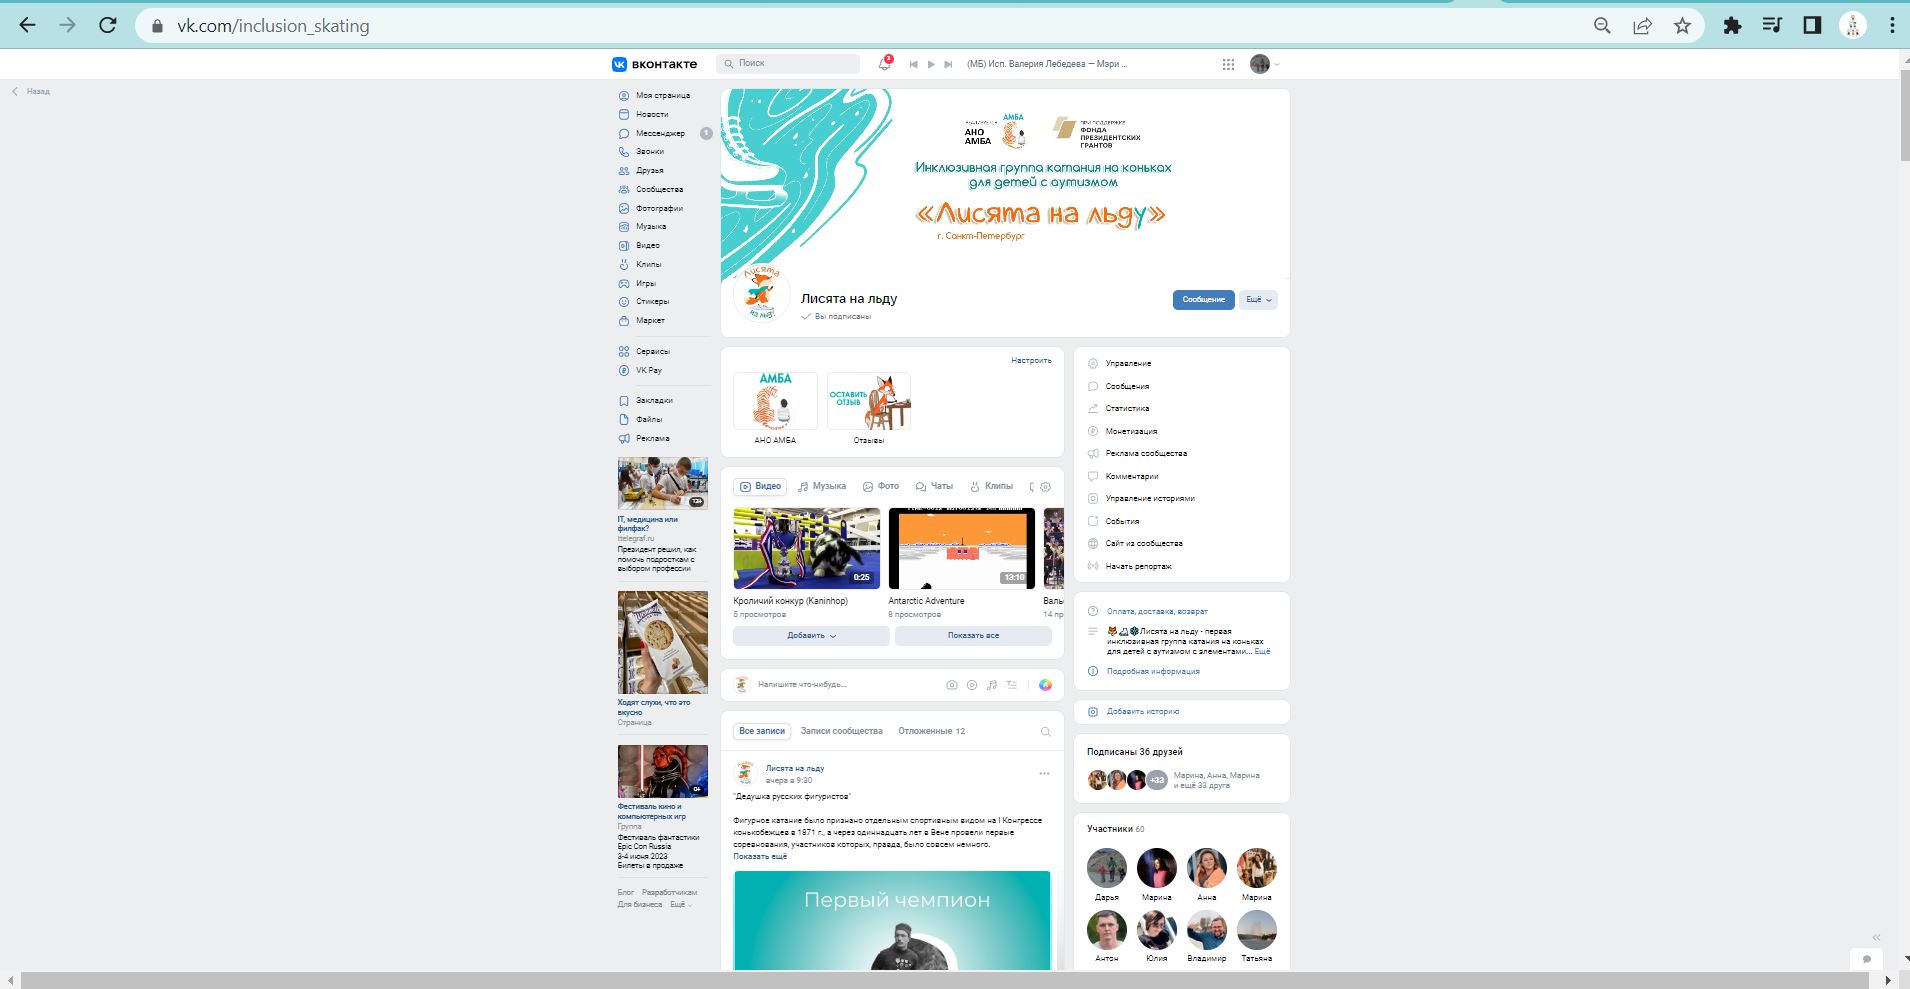 vk.com/inclusion_skating
вконтакте
Поиск
3
(МБ) Исп. Валерия Лебедева — Мэри ...
Назад
Моя страница
Новости
Мессенджер 1
Звонки
Друзья
Сообщества
Фотографии
Музыка
Видео
Клипы
Игры
Стикеры
Маркет
Сервисы
VK Pay
Закладки
Файлы
Реклама
12+
IT, медицина или
филфак?
ttelegraf.ru
Президент решил, как
помочь подросткам с
выбором профессии
Ходят слухи, что это
вкусно
Страница
0+
Фестиваль кино и
компьютерных игр
Группа
Фестиваль фантастики
Epic Con Russia
3-4 июня 2023
Билеты в продаже
Блог Разработчикам
Для бизнеса Ещё
АНО
АМБА
АМБА
ПРИ ПОДДЕРЖКЕ
ФОНДА
ПРЕЗИДЕНТСКИХ
ГРАНТОВ
Инклюзивная группа катания на коньках
для детей с аутизмом
«Лисята на льду»
г. Санкт-Петербург
Лисята
на льду
Лисята на льду
Вы подписаны
Сообщение
Ещё
Настроить
АМБА
ОСТАВИТЬ
ОТЗЫВ
АНО АМБА
Отзывы
Видео
Музыка
Фото
Чаты
Клипы
0:25
13:10
Кроличий конкур (Kaninhop)
5 просмотров
Antarctic Adventure
8 просмотров
Валь
14 пр
Добавить
Показать все
Напишите что-нибудь...
Все записи
Записи сообщества
Отложенные 12
Лисята на льду
вчера в 9:30
"Дедушка русских фигуристов"
Фигурное катание было признано отдельным спортивным видом на I Конгрессе
конькобежцев в 1871 г., а через одиннадцать лет в Вене провели первые
соревнования, участников которых, правда, было совсем немного.
Показать ещё
Первый чемпион
Управление
Сообщения
Статистика
Монетизация
Реклама сообщества
Комментарии
Управление историями
События
Сайт из сообщества
Начать репортаж
Оплата, доставка, возврат
🦊⛸❄Лисята на льду - первая
инклюзивная группа катания на коньках
для детей с аутизмом с элементами... Ещё
Подробная информация
Добавить историю
Подписаны 36 друзей
+33
Марина, Анна, Марина
и ещё 33 друга
Участники 60
Дарья
Марина
Анна
Марина
Антон
Юлия
Владимир
Татьяна